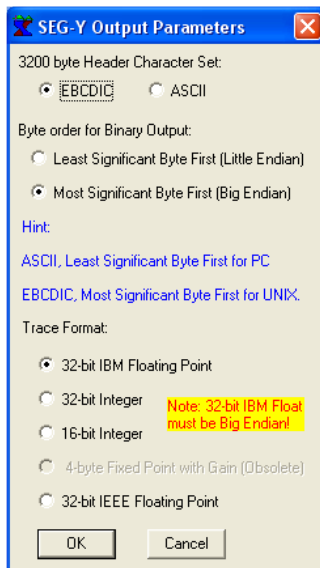 SEG-Y Output Parameters
3200 byte Header Character Set:
EBCDIC ASCII
Byte order for Binary Output:
Least Significant Byte First (Little Endian)
Most Significant Byte First (Big Endian)
Hint:
ASCII, Least Significant Byte First for PC
EBCDIC, Most Significant Byte First for UNIX.
Trace Format:
32-bit IBM Floating Point
32-bit Integer
16-bit Integer
Note: 32-bit IBM Float
must be Big Endian!
4-byte Fixed Point with Gain (Obsolete)
32-bit IEEE Floating Point
OK Cancel